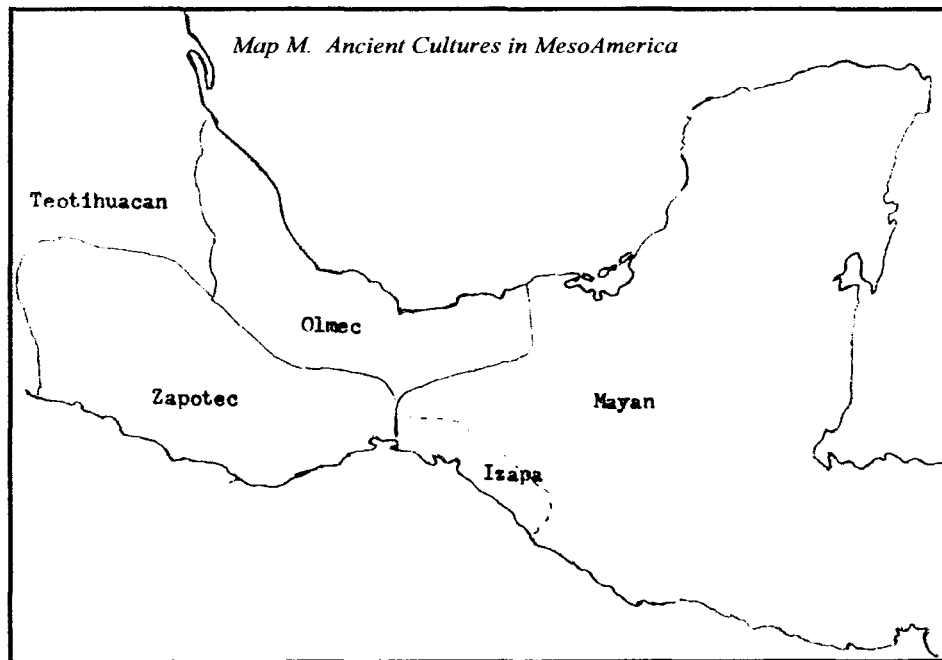 Map M. Ancient Cultures in MesoAmerica
Teotihuacan
Olmec
Zapotec
Mayan
Izapa